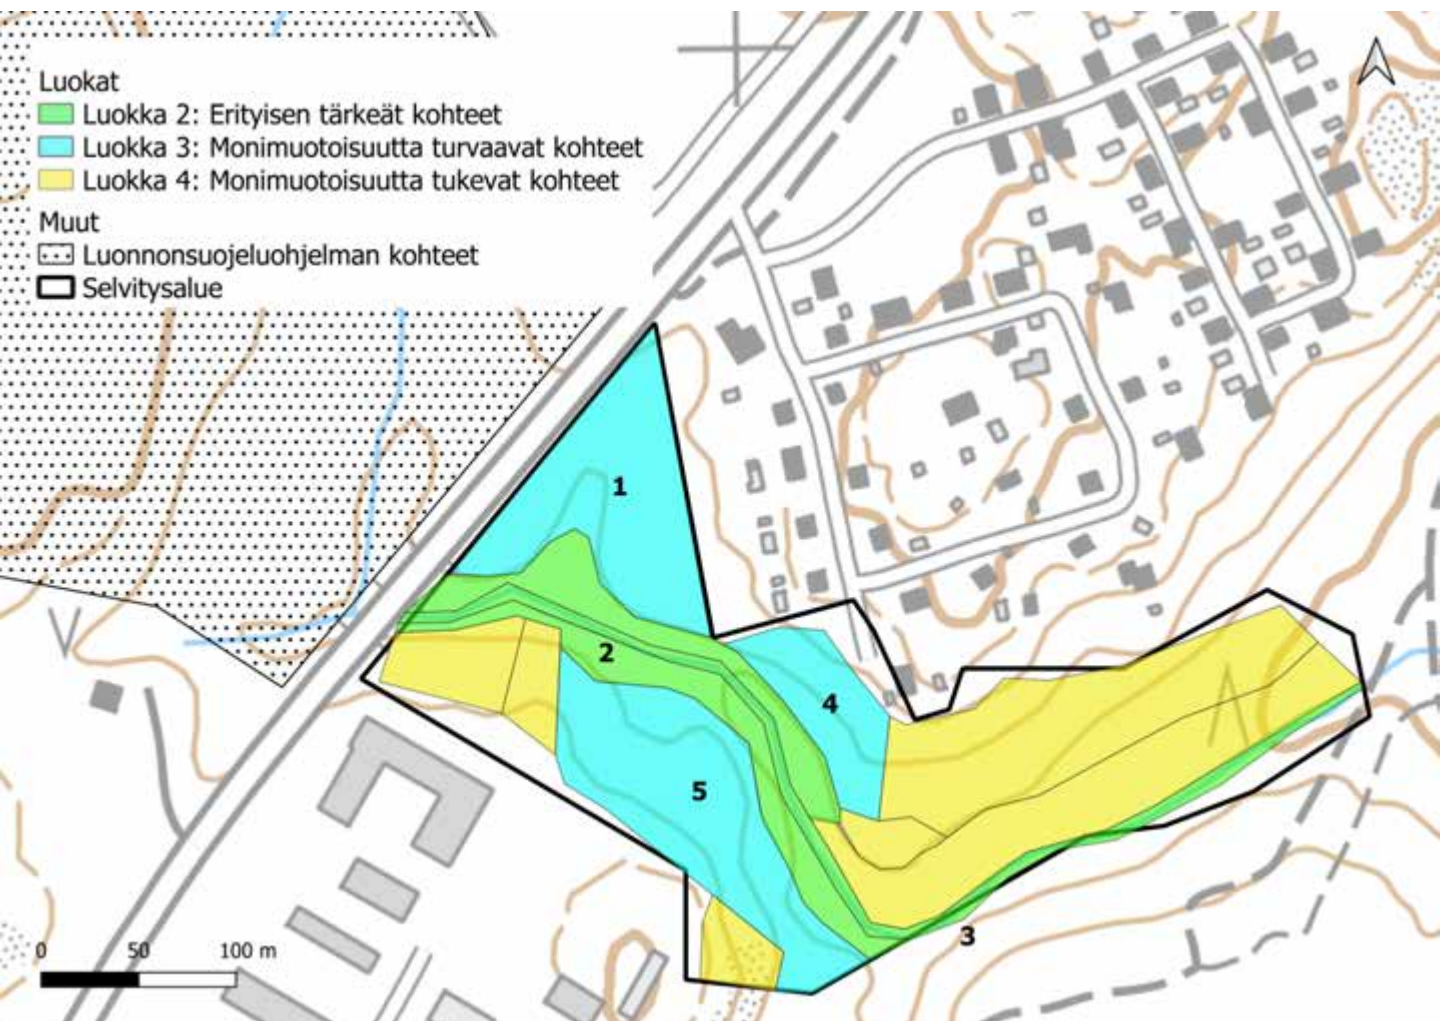 Luokat
Luokka 2: Erityisen tärkeät kohteet
Luokka 3: Monimuotoisuutta turvaavat kohteet
Luokka 4: Monimuotoisuutta tukevat kohteet
Muut
Luonnonsuojeluohjelman kohteet
Selvitysalue
1
2
4
5
3
0 50 100 m